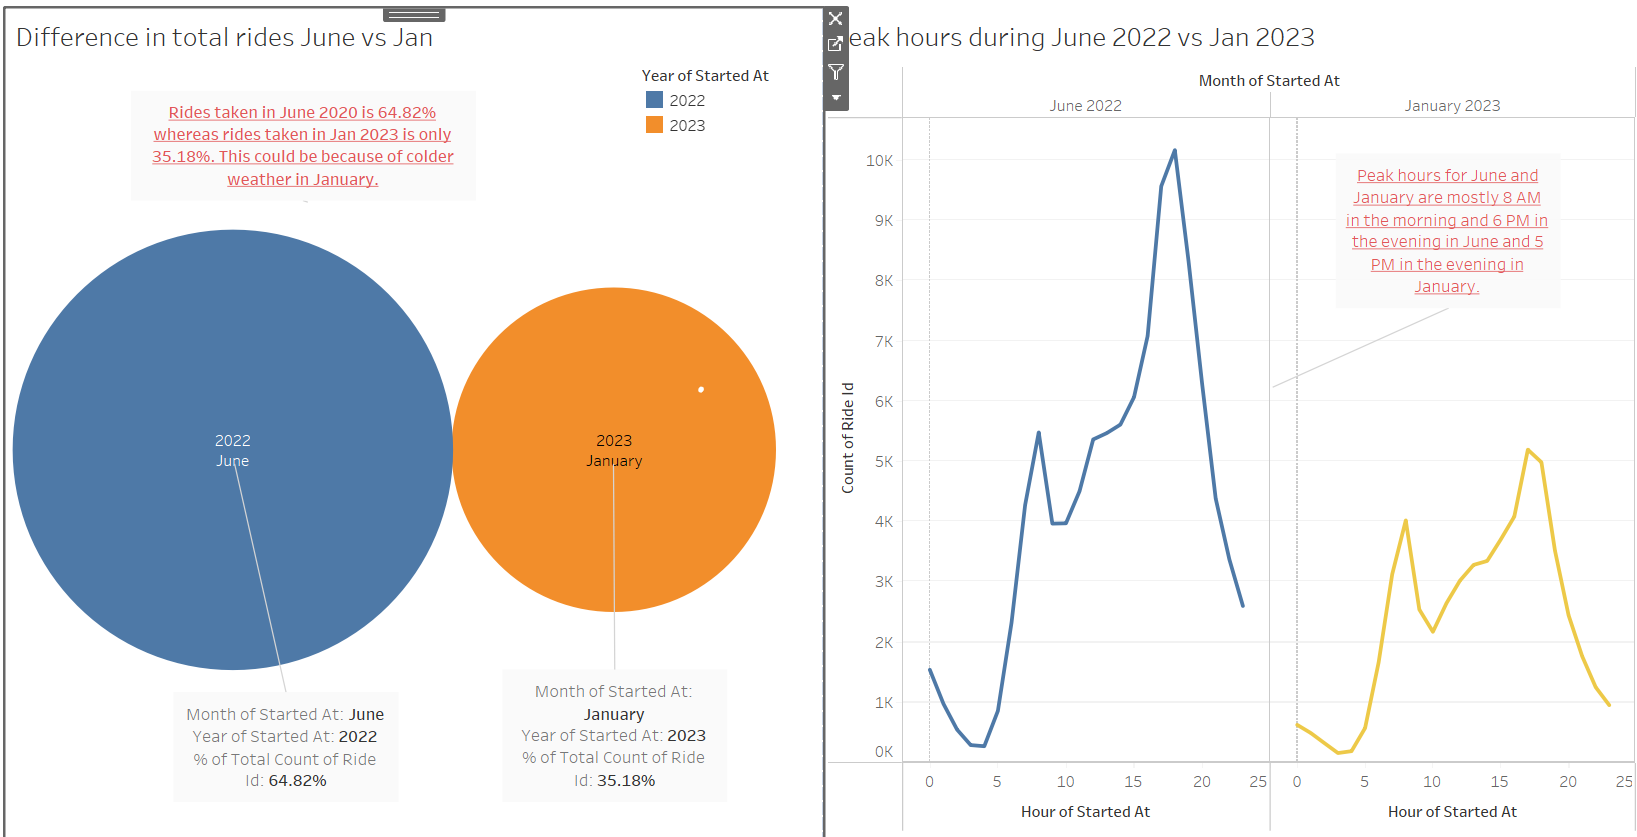 Difference in total rides June vs Jan
Year of Started At
2022
2023
Rides taken in June 2020 is 64.82%
whereas rides taken in Jan 2023 is only
35.18%. This could be because of colder
weather in January.
2022
June
2023
January
Month of Started At: June
Year of Started At: 2022
% of Total Count of Ride
Id: 64.82%
Month of Started At:
January
Year of Started At: 2023
% of Total Count of Ride
Id: 35.18%
eak hours during June 2022 vs Jan 2023
Month of Started At
June 2022
January 2023
Peak hours for June and
January are mostly 8 AM
in the morning and 6 PM in
the evening in June and 5
PM in the evening in
January.
Count of Ride Id
10K
9K
8K
7K
6K
5K
4K
3K
2K
1K
0K
0 5 10 15 20 25
0 5 10 15 20 25
Hour of Started At
Hour of Started At